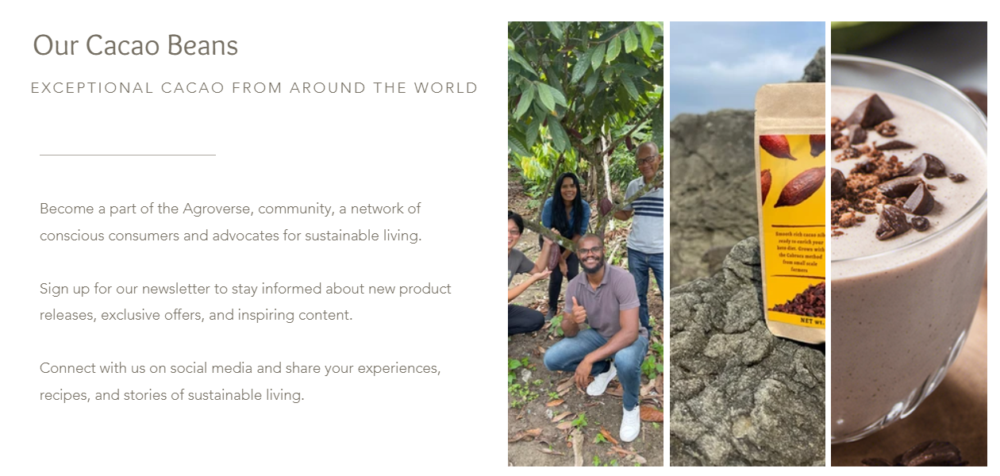 Our Cacao Beans
EXCEPTIONAL CACAO FROM AROUND THE WORLD
Become a part of the Agroverse, community, a network of
conscious consumers and advocates for sustainable living.
Sign up for our newsletter to stay informed about new product
releases, exclusive offers, and inspiring content.
Connect with us on social media and share your experiences,
recipes, and stories of sustainable living.
Smooth rich cacao nib
ready to enrich your
keto diet. Grown with
the Cabruca method
from small scale
farmers
NET wt.